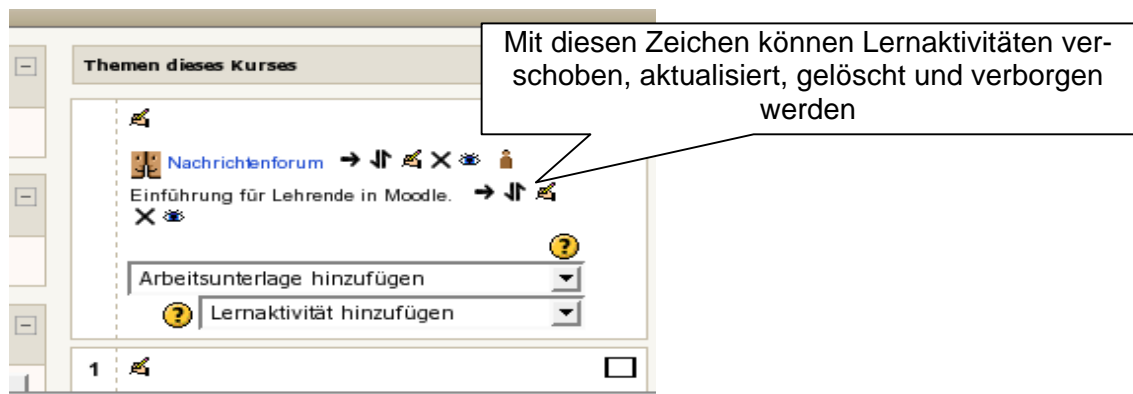 Mit diesen Zeichen können Lernaktivitäten ver-
schoben, aktualisiert, gelöscht und verborgen
werden
Themen dieses Kurses
Nachrichtenforum
Einführung für Lehrende in Moodle.
?
Arbeitsunterlage hinzufügen
? Lernaktivität hinzufügen
1